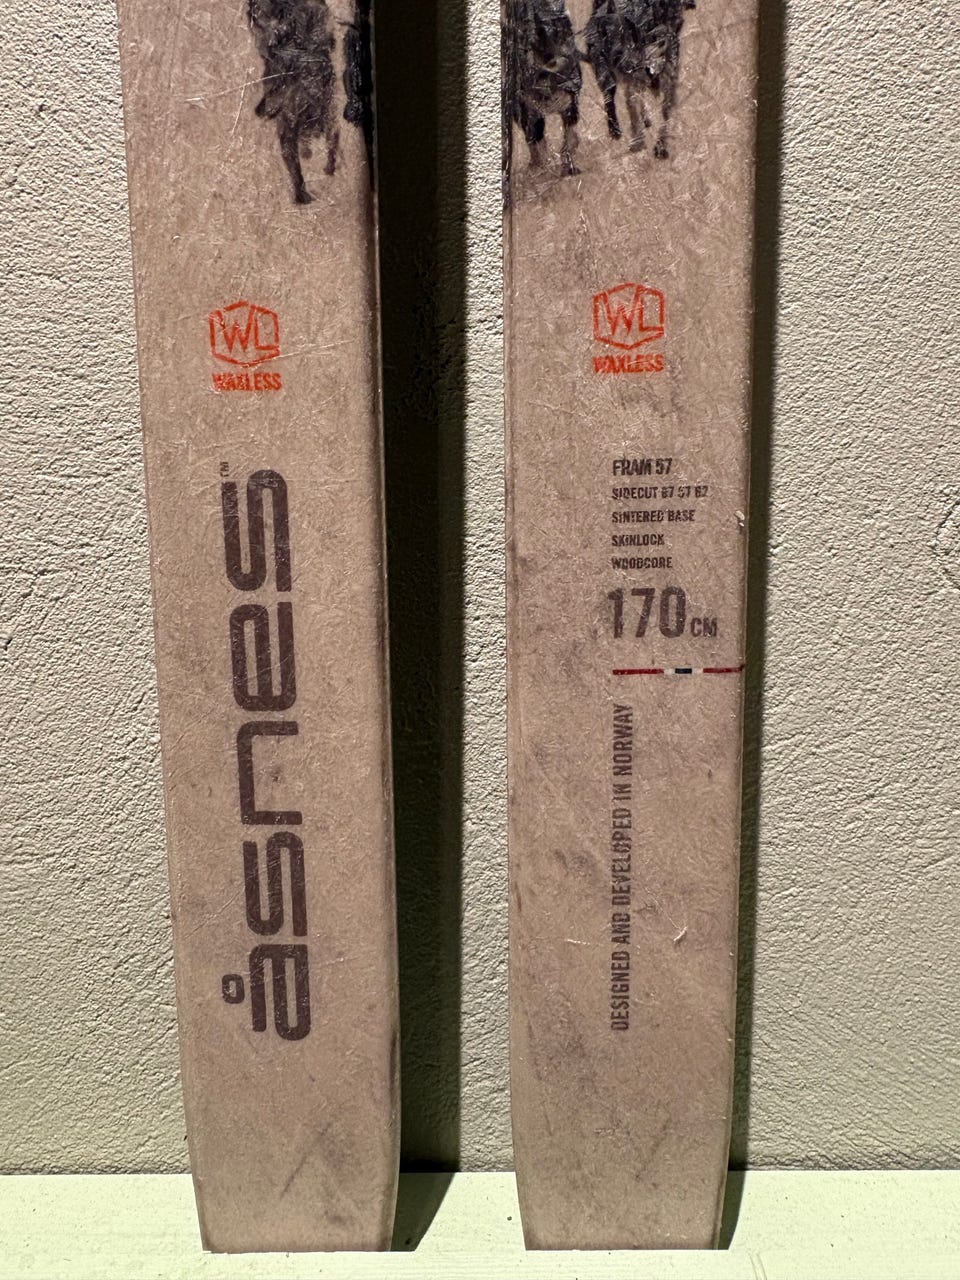 WL
WAXLESS
åsnes™
WL
WAXLESS
FRAM 57
SIDECUT 67 57 62
SINTERED BASE
SKINLOCK
WOODCORE
170 CM
DESIGNED AND DEVELOPED IN NORWAY